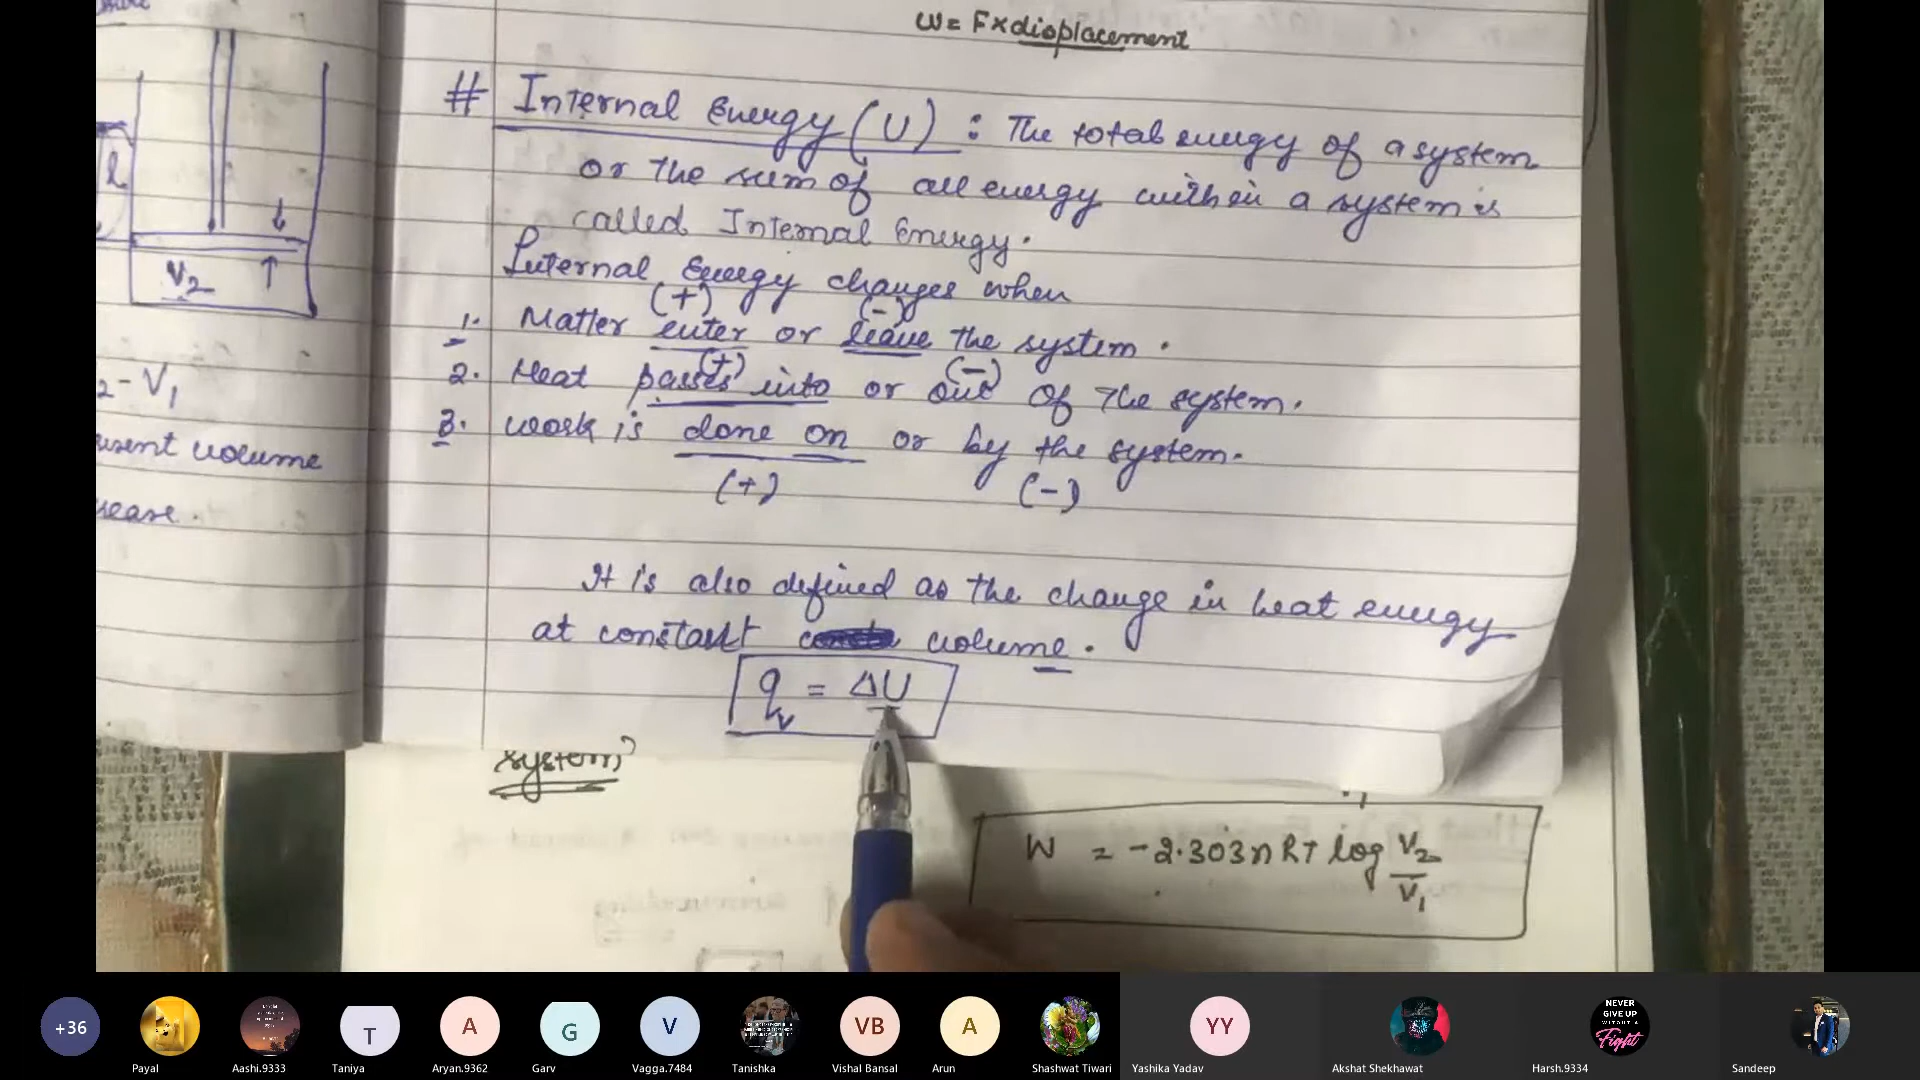 W = F x displacement
# Internal Energy (U) : The total energy of a system
or the sum of all energy within a system is
called Internal Energy.
Internal Energy changes when
(+) (-)
1. Matter enter or leave the system.
(+) (-)
2. Heat passes into or out of the system.
3. work is done on or by the system.
(+) (-)
It is also defined as the change in heat energy
at constant volume.
qv = ΔU
l
V2
2 - V1
volume
system
W = -2.303nRT log V2
V1
+36
T
A
G
V
VB
A
YY
NEVER
GIVE UP
WITHOUT A
Fight
Payal
Aashi.9333
Taniya
Aryan.9362
Garv
Vagga.7484
Tanishka
Vishal Bansal
Arun
Shashwat Tiwari
Yashika Yadav
Akshat Shekhawat
Harsh.9334
Sandeep